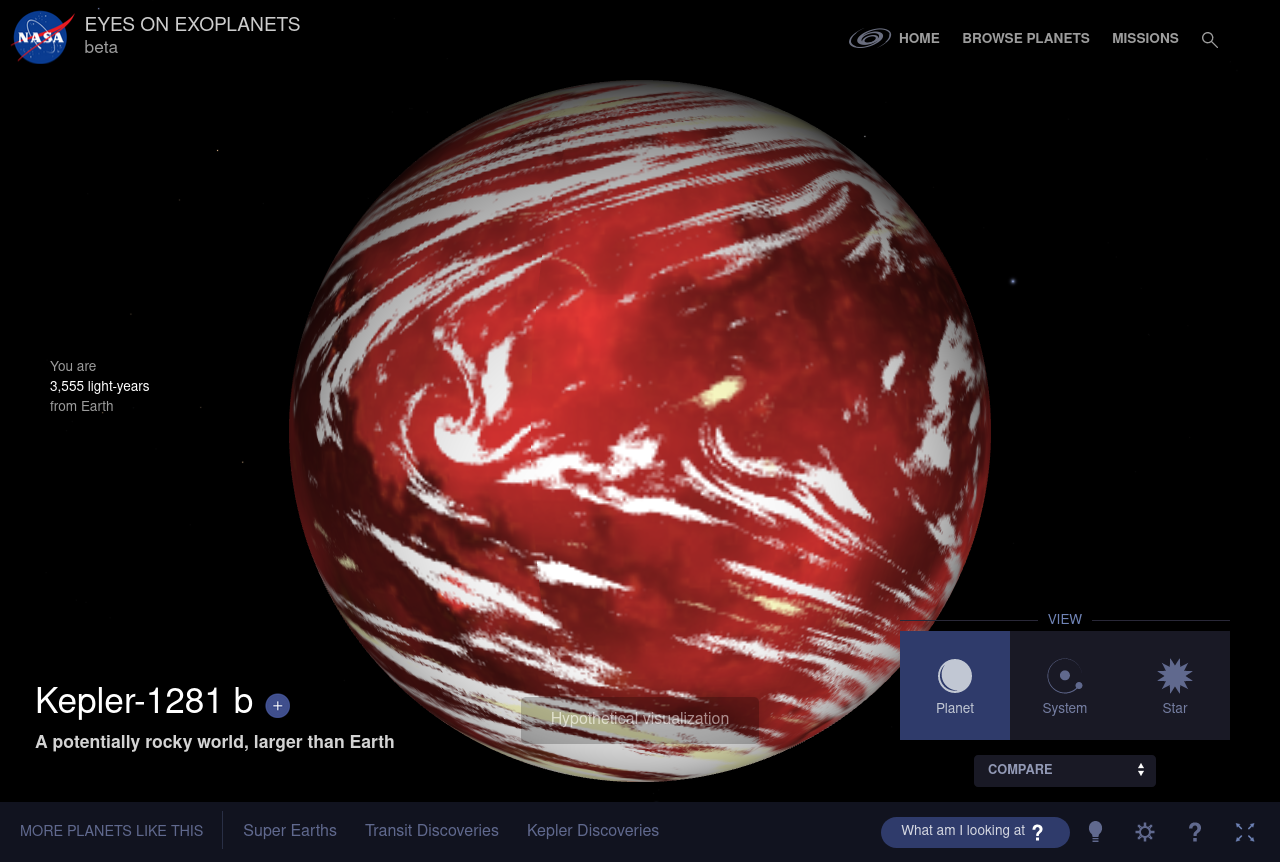 NASA
EYES ON EXOPLANETS
beta
HOME
BROWSE PLANETS
MISSIONS
You are
3,555 light-years
from Earth
VIEW
Planet
System
Star
Kepler-1281 b +
A potentially rocky world, larger than Earth
Hypothetical visualization
COMPARE
MORE PLANETS LIKE THIS
Super Earths
Transit Discoveries
Kepler Discoveries
What am I looking at ?
?